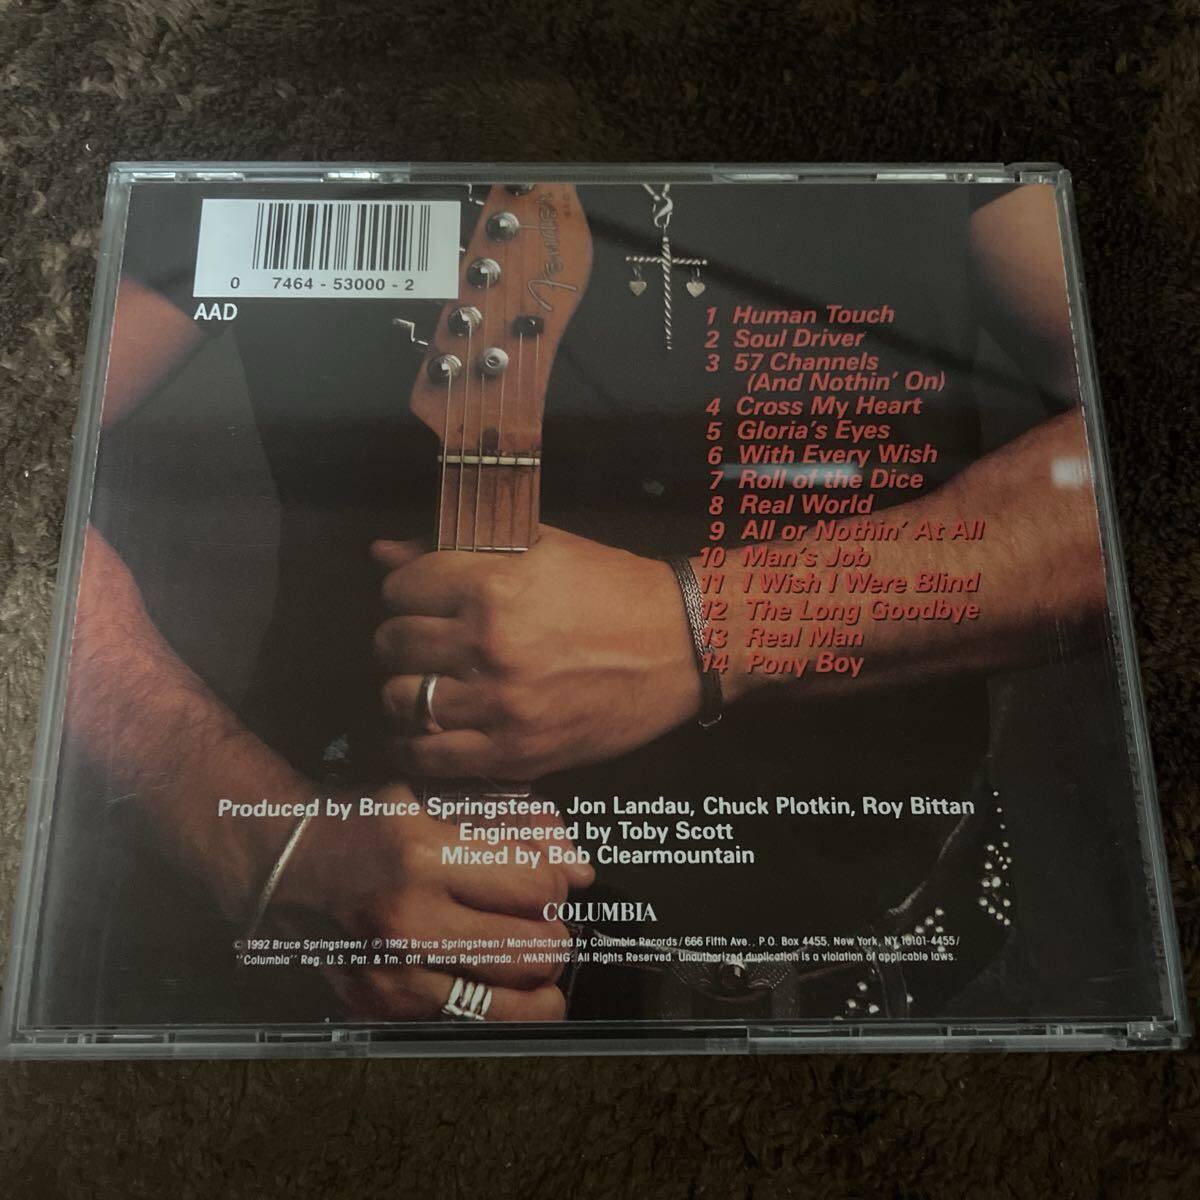 0 7464 - 53000 - 2
AAD
Fender
1 Human Touch
2 Soul Driver
3 57 Channels
(And Nothin' On)
4 Cross My Heart
5 Gloria's Eyes
6 With Every Wish
7 Roll of the Dice
8 Real World
9 All or Nothin' At All
10 Man's Job
11 I Wish I Were Blind
12 The Long Goodbye
13 Real Man
14 Pony Boy
Produced by Bruce Springsteen, Jon Landau, Chuck Plotkin, Roy Bittan
Engineered by Toby Scott
Mixed by Bob Clearmountain
COLUMBIA
© 1992 Bruce Springsteen/ ℗ 1992 Bruce Springsteen/Manufactured by Columbia Records/666 Fifth Ave., P.O. Box 4455, New York, NY 10101-4455/
"Columbia" Reg. U.S. Pat. & Tm. Off. Marca Registrada./WARNING: All Rights Reserved. Unauthorized duplication is a violation of applicable laws.